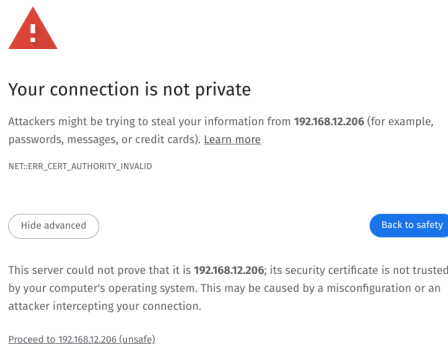 Your connection is not private
Attackers might be trying to steal your information from 192.168.12.206 (for example,
passwords, messages, or credit cards). Learn more
NET::ERR_CERT_AUTHORITY_INVALID
Hide advanced
Back to safety
This server could not prove that it is 192.168.12.206; its security certificate is not trusted
by your computer's operating system. This may be caused by a misconfiguration or an
attacker intercepting your connection.
Proceed to 192.168.12.206 (unsafe)